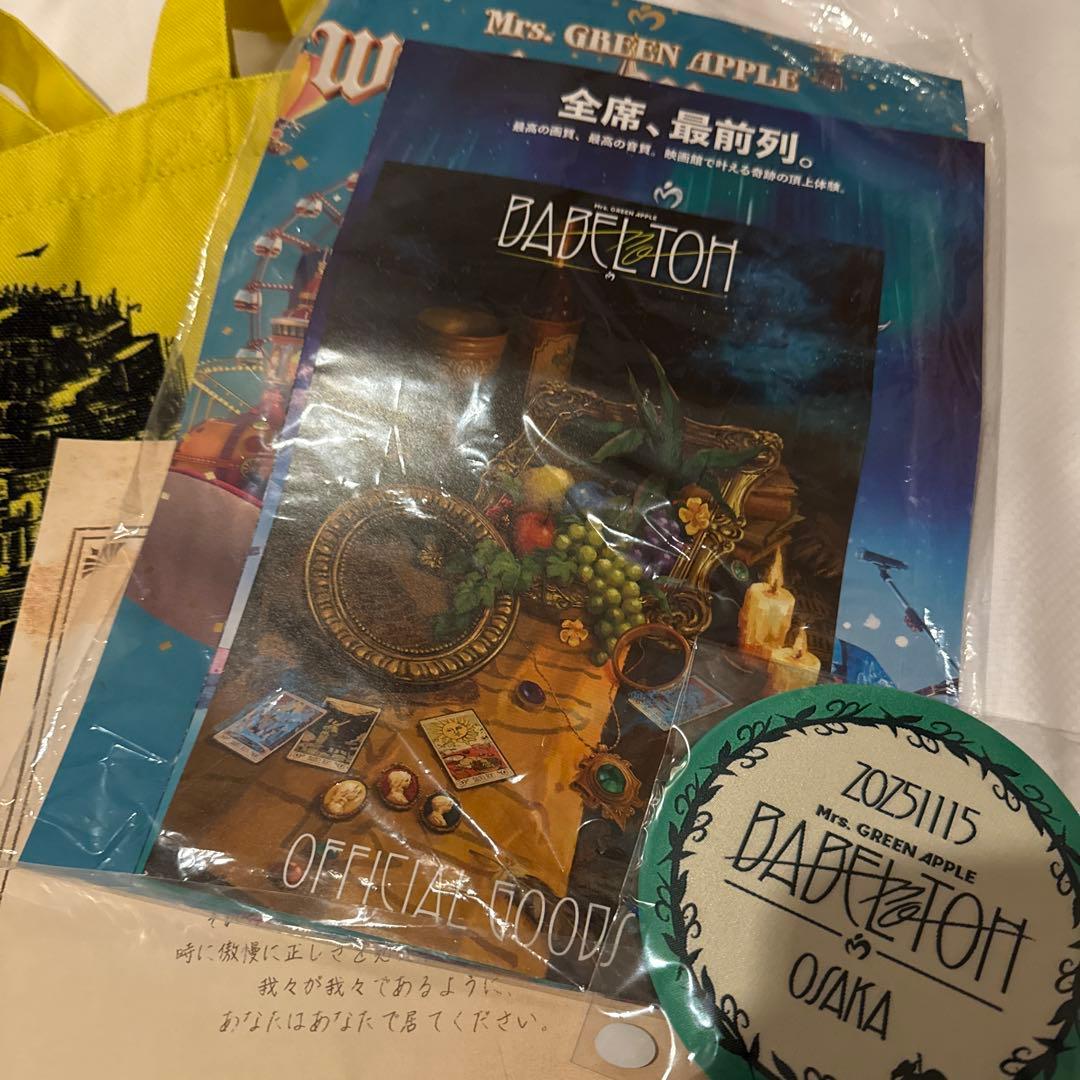 Mrs. GREEN APPLE
W
全席、最前列。
最高の画質、最高の音質。映画館で叶える奇跡の頂上体験。
Mrs. GREEN APPLE
BABEL no TOH
OFFICIAL GOODS
20251115
Mrs. GREEN APPLE
BABEL no TOH
OSAKA
時に傲慢に正しさを
我々が我々であるように、
あなたはあなたで居てください。